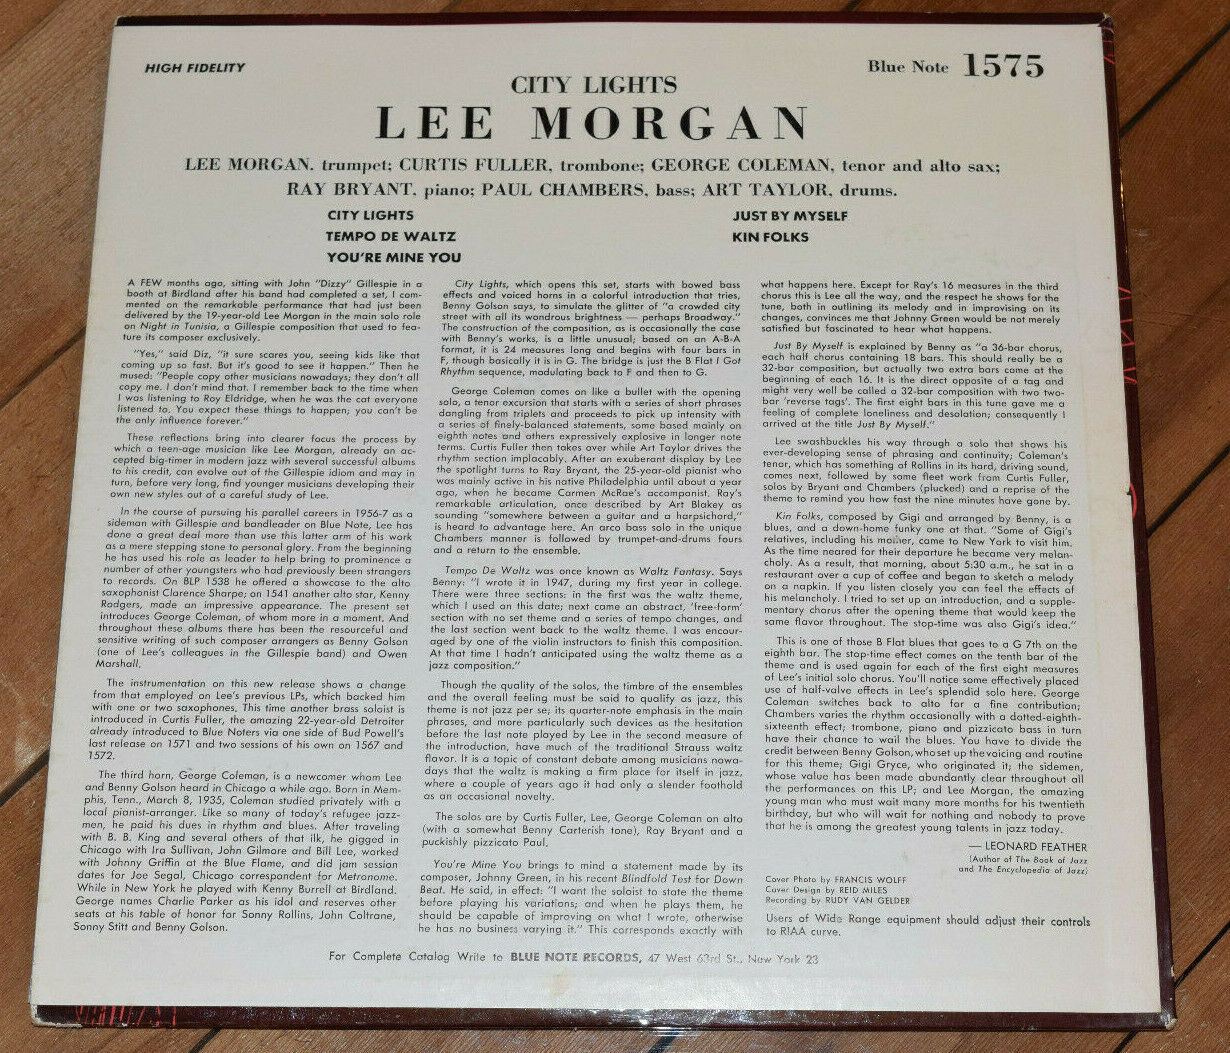 HIGH FIDELITY
Blue Note 1575
CITY LIGHTS
LEE MORGAN
LEE MORGAN, trumpet; CURTIS FULLER, trombone; GEORGE COLEMAN, tenor and alto sax;
RAY BRYANT, piano; PAUL CHAMBERS, bass; ART TAYLOR, drums.
CITY LIGHTS
TEMPO DE WALTZ
YOU'RE MINE YOU
JUST BY MYSELF
KIN FOLKS
A FEW months ago, sitting with John "Dizzy" Gillespie in a
booth at Birdland after his band had completed a set, I com-
mented on the remarkable performance that had just been
delivered by the 19-year-old Lee Morgan in the main solo role
on Night in Tunisia, a Gillespie composition that used to fea-
ture its composer exclusively.
"Yes," said Diz, "it sure scares you, seeing kids like that
coming up so fast. But it's good to see it happen." Then he
mused: "People copy other musicians nowadays; they don't all
copy me. I don't mind that. I remember back to the time when
I was listening to Roy Eldridge, when he was the cat everyone
listened to. You expect these things to happen; you can't be
the only influence forever."
These reflections bring into clearer focus the process by
which a teen-age musician like Lee Morgan, already an ac-
cepted big-timer in modern jazz with several successful albums
to his credit, can evolve out of the Gillespie idiom and may in
turn, before very long, find younger musicians developing their
own new styles out of a careful study of Lee.
In the course of pursuing his parallel careers in 1956-7 as a
sideman with Gillespie and bandleader on Blue Note, Lee has
done a great deal more than use this latter arm of his work
as a mere stepping stone to personal glory. From the beginning
he has used his role as leader to help bring to prominence a
number of other youngsters who had previously been strangers
to records. On BLP 1538 he offered a showcase to the alto
saxophonist Clarence Sharpe; on 1541 another alto star, Kenny
Rodgers, made an impressive appearance. The present set
introduces George Coleman, of whom more in a moment. And
throughout these albums there has been the resourceful and
sensitive writing of such composer arrangers as Benny Golson
(one of Lee's colleagues in the Gillespie band) and Owen
Marshall.
The instrumentation on this new release shows a change
from that employed on Lee's previous LPs, which backed him
with one or two saxophones. This time another brass soloist is
introduced in Curtis Fuller, the amazing 22-year-old Detroiter
already introduced to Blue Noters via one side of Bud Powell's
last release on 1571 and two sessions of his own on 1567 and
1572.
The third horn, George Coleman, is a newcomer whom Lee
and Benny Golson heard in Chicago a while ago. Born in Mem-
phis, Tenn., March 8, 1935, Coleman studied privately with a
local pianist-arranger. Like so many of today's refugee jazz-
men, he paid his dues in rhythm and blues. After traveling
with B. B. King and several others of that ilk, he gigged in
Chicago with Ira Sullivan, John Gilmore and Bill Lee, worked
with Johnny Griffin at the Blue Flame, and did jam session
dates for Joe Segal, Chicago correspondent for Metronome.
While in New York he played with Kenny Burrell at Birdland.
George names Charlie Parker as his idol and reserves other
seats at his table of honor for Sonny Rollins, John Coltrane,
Sonny Stitt and Benny Golson.
City Lights, which opens this set, starts with bowed bass
effects and voiced horns in a colorful introduction that tries,
Benny Golson says, to simulate the glitter of "a crowded city
street with all its wondrous brightness — perhaps Broadway."
The construction of the composition, as is occasionally the case
with Benny's works, is a little unusual; based on an A-B-A
format, it is 24 measures long and begins with four bars in
F, though basically it is in G. The bridge is just the B Flat I Got
Rhythm sequence, modulating back to F and then to G.
George Coleman comes on like a bullet with the opening
solo, a tenor excursion that starts with a series of short phrases
dangling from triplets and proceeds to pick up intensity with
a series of finely-balanced statements, some based mainly on
eighth notes and others expressively explosive in longer note
terms. Curtis Fuller then takes over while Art Taylor drives the
rhythm section implacably. After an exuberant display by Lee
the spotlight turns to Ray Bryant, the 25-year-old pianist who
was mainly active in his native Philadelphia until about a year
ago, when he became Carmen McRae's accompanist. Ray's
remarkable articulation, once described by Art Blakey as
sounding "somewhere between a guitar and a harpsichord,"
is heard to advantage here. An arco bass solo in the unique
Chambers manner is followed by trumpet-and-drums fours
and a return to the ensemble.
Tempo De Waltz was once known as Waltz Fantasy. Says
Benny: "I wrote it in 1947, during my first year in college.
There were three sections: in the first was the waltz theme,
which I used on this date; next came an abstract, 'free-form'
section with no set theme and a series of tempo changes, and
the last section went back to the waltz theme. I was encour-
aged by one of the violin instructors to finish this composition.
At that time I hadn't anticipated using the waltz theme as a
jazz composition."
Though the quality of the solos, the timbre of the ensembles
and the overall feeling must be said to qualify as jazz, this
theme is not jazz per se; its quarter-note emphasis in the main
phrases, and more particularly such devices as the hesitation
before the last note played by Lee in the second measure of
the introduction, have much of the traditional Strauss waltz
flavor. It is a topic of constant debate among musicians nowa-
days that the waltz is making a firm place for itself in jazz,
where a couple of years ago it had only a slender foothold
as an occasional novelty.
The solos are by Curtis Fuller, Lee, George Coleman on alto
(with a somewhat Benny Carterish tone), Ray Bryant and a
puckishly pizzicato Paul.
You're Mine You brings to mind a statement made by its
composer, Johnny Green, in his recent Blindfold Test for Down
Beat. He said, in effect: "I want the soloist to state the theme
before playing his variations; and when he plays them, he
should be capable of improving on what I wrote, otherwise
he has no business varying it." This corresponds exactly with
what happens here. Except for Ray's 16 measures in the third
chorus this is Lee all the way, and the respect he shows for the
tune, both in outlining its melody and in improvising on its
changes, convinces me that Johnny Green would be not merely
satisfied but fascinated to hear what happens.
Just By Myself is explained by Benny as "a 36-bar chorus,
each half chorus containing 18 bars. This should really be a
32-bar composition, but actually two extra bars come at the
beginning of each 16. It is the direct opposite of a tag and
might very well be called a 32-bar composition with two two-
bar 'reverse tags'. The first eight bars in this tune gave me a
feeling of complete loneliness and desolation; consequently I
arrived at the title Just By Myself."
Lee swashbuckles his way through a solo that shows his
ever-developing sense of phrasing and continuity; Coleman's
tenor, which has something of Rollins in its hard, driving sound,
comes next, followed by some fleet work from Curtis Fuller,
solos by Bryant and Chambers (plucked) and a reprise of the
theme to remind you how fast the nine minutes have gone by.
Kin Folks, composed by Gigi and arranged by Benny, is a
blues, and a down-home funky one at that. "Some of Gigi's
relatives, including his mother, came to New York to visit him.
As the time neared for their departure he became very melan-
choly. As a result, that morning, about 5:30 a.m., he sat in a
restaurant over a cup of coffee and began to sketch a melody
on a napkin. If you listen closely you can feel the effects of
his melancholy. I tried to set up an introduction, and a supple-
mentary chorus after the opening theme that would keep the
same flavor throughout. The stop-time was also Gigi's idea."
This is one of those B Flat blues that goes to a G 7th on the
eighth bar. The stop-time effect comes on the tenth bar of the
theme and is used again for each of the first eight measures
of Lee's initial solo chorus. You'll notice some effectively placed
use of half-valve effects in Lee's splendid solo here. George
Coleman switches back to alto for a fine contribution;
Chambers varies the rhythm occasionally with a dotted-eighth-
sixteenth effect; trombone, piano and pizzicato bass in turn
have their chance to wail the blues. You have to divide the
credit between Benny Golson, who set up the voicing and routine
for this theme; Gigi Gryce, who originated it; the sidemen,
whose value has been made abundantly clear throughout all
the performances on this LP; and Lee Morgan, the amazing
young man who must wait many more months for his twentieth
birthday, but who will wait for nothing and nobody to prove
that he is among the greatest young talents in jazz today.
— LEONARD FEATHER
(Author of The Book of Jazz
and The Encyclopedia of Jazz)
Cover Photo by FRANCIS WOLFF
Cover Design by REID MILES
Recording by RUDY VAN GELDER
Users of Wide Range equipment should adjust their controls
to RIAA curve.
For Complete Catalog Write to BLUE NOTE RECORDS, 47 West 63rd St., New York 23